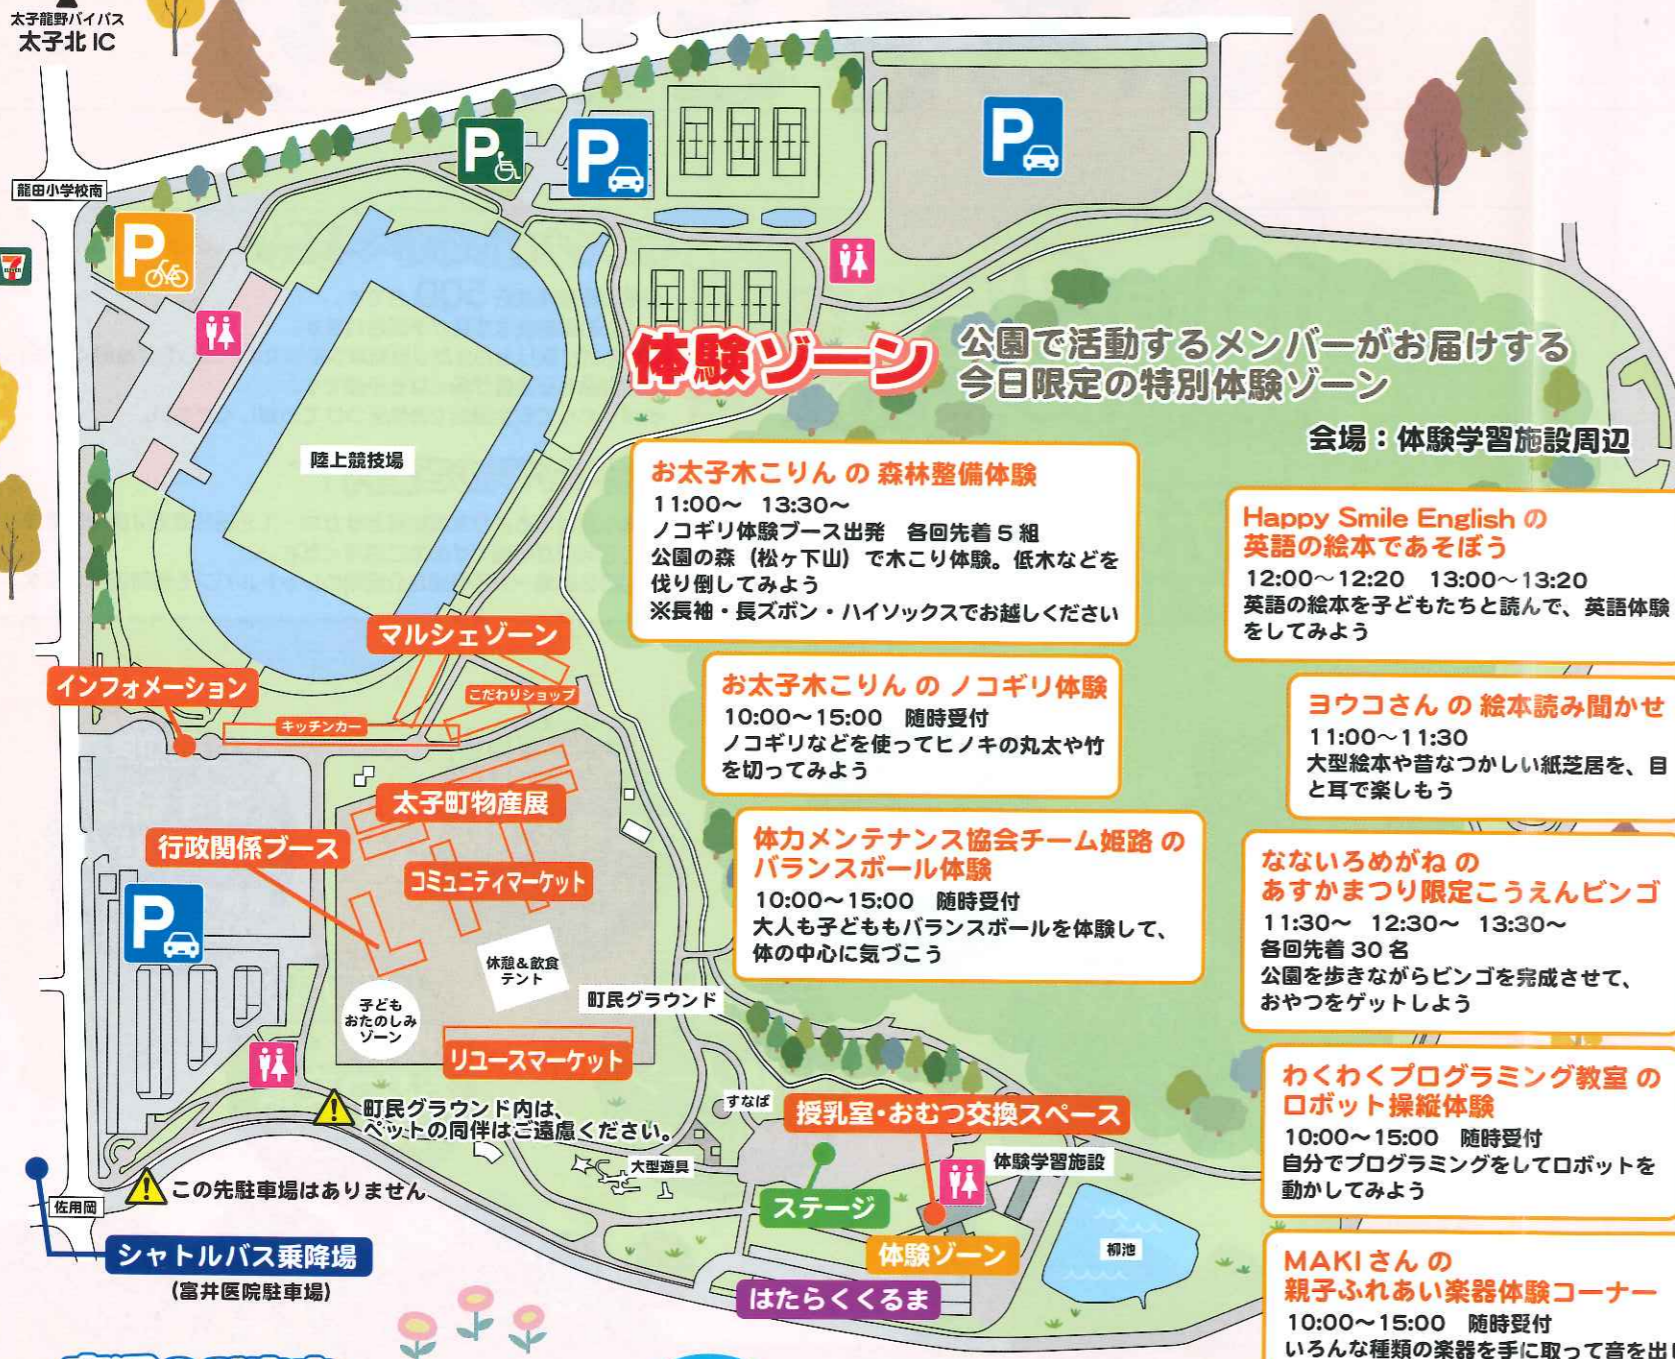 太子龍野バイパス
太子北 IC
龍田小学校南
P
P
P
P
7
体験ゾーン
公園で活動するメンバーがお届けする
今日限定の特別体験ゾーン
会場：体験学習施設周辺
陸上競技場
お太子木こりん の 森林整備体験
11:00～ 13:30～
ノコギリ体験ブース出発 各回先着 5 組
公園の森（松ヶ下山）で木こり体験。低木などを
伐り倒してみよう
※長袖・長ズボン・ハイソックスでお越しください
Happy Smile English の
英語の絵本であそぼう
12:00～12:20 13:00～13:20
英語の絵本を子どもたちと読んで、英語体験
をしてみよう
マルシェゾーン
インフォメーション
こだわりショップ
キッチンカー
お太子木こりん の ノコギリ体験
10:00～15:00 随時受付
ノコギリなどを使ってヒノキの丸太や竹
を切ってみよう
ヨウコさん の 絵本読み聞かせ
11:00～11:30
大型絵本や昔なつかしい紙芝居を、目
と耳で楽しもう
太子町物産展
行政関係ブース
コミュニティマーケット
P
体力メンテナンス協会チーム姫路 の
バランスボール体験
10:00～15:00 随時受付
大人も子どももバランスボールを体験して、
体の中心に気づこう
なないろめがね の
あすかまつり限定こうえんビンゴ
11:30～ 12:30～ 13:30～
各回先着 30 名
公園を歩きながらビンゴを完成させて、
おやつをゲットしよう
休憩＆飲食
テント
町民グラウンド
子ども
おたのしみ
ゾーン
リユースマーケット
町民グラウンド内は、
ペットの同伴はご遠慮ください。
すなば
授乳室・おむつ交換スペース
大型遊具
体験学習施設
わくわくプログラミング教室 の
ロボット操縦体験
10:00～15:00 随時受付
自分でプログラミングをしてロボットを
動かしてみよう
この先駐車場はありません
佐用岡
ステージ
シャトルバス乗降場
（富井医院駐車場）
体験ゾーン
柳池
はたらくくるま
MAKIさん の
親子ふれあい楽器体験コーナー
10:00～15:00 随時受付
いろんな種類の楽器を手に取って音を出し